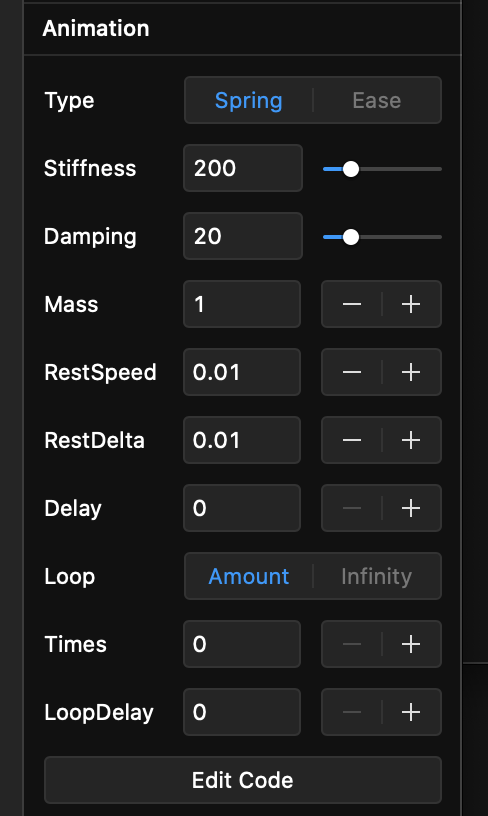 Animation
Type Spring Ease
Stiffness 200
Damping 20
Mass 1 − +
RestSpeed 0.01 − +
RestDelta 0.01 − +
Delay 0 − +
Loop Amount Infinity
Times 0 − +
LoopDelay 0 − +
Edit Code